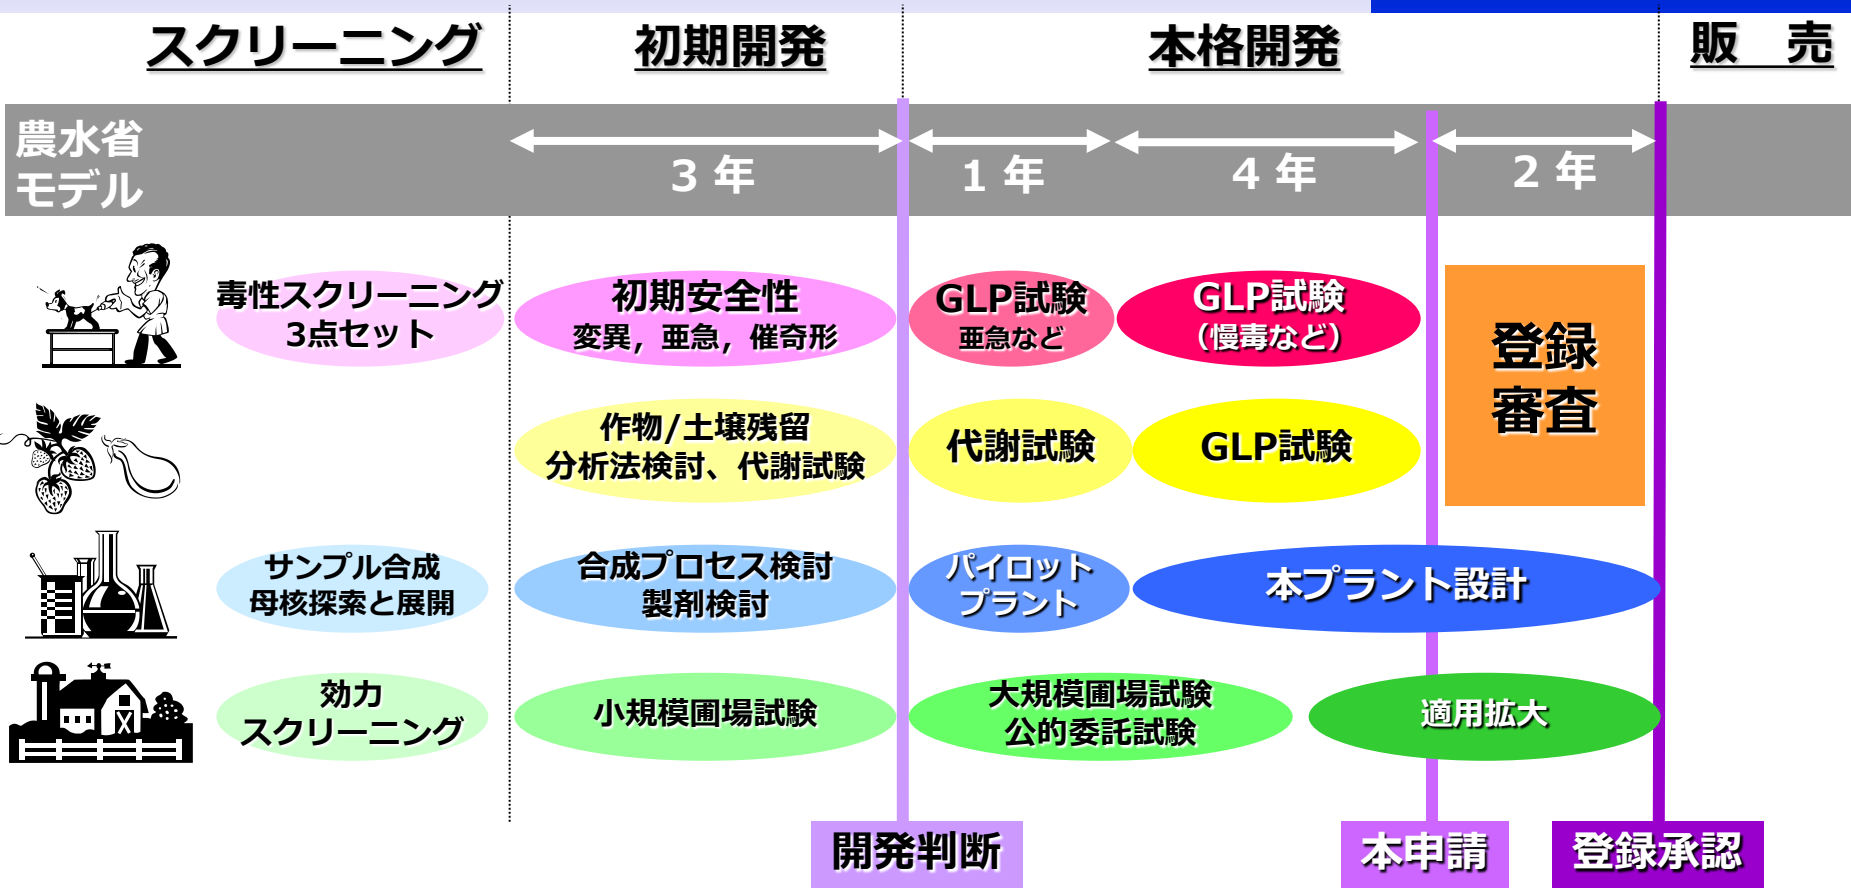 スクリーニング
初期開発
本格開発
販　売
農水省
モデル
3 年
1 年
4 年
2 年
毒性スクリーニング
3点セット
初期安全性
変異，亜急，催奇形
GLP試験
亜急など
GLP試験
（慢毒など）
登録
審査
作物/土壌残留
分析法検討、代謝試験
代謝試験
GLP試験
サンプル合成
母核探索と展開
合成プロセス検討
製剤検討
パイロット
プラント
本プラント設計
効力
スクリーニング
小規模圃場試験
大規模圃場試験
公的委託試験
適用拡大
開発判断
本申請
登録承認